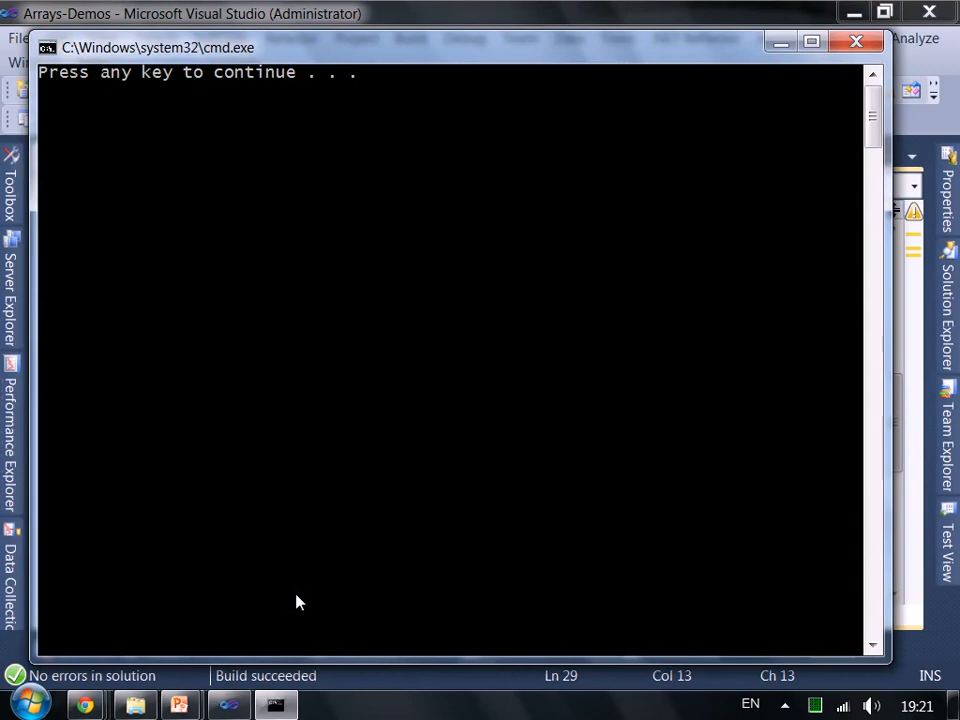 Arrays-Demos - Microsoft Visual Studio (Administrator)
File
Analyze
C:\Windows\system32\cmd.exe
Press any key to continue . . .
Toolbox
Server Explorer
Performance Explorer
Data Collecti
Properties
Solution Explorer
Team Explorer
Test View
No errors in solution
Build succeeded
Ln 29
Col 13
Ch 13
INS
EN
19:21